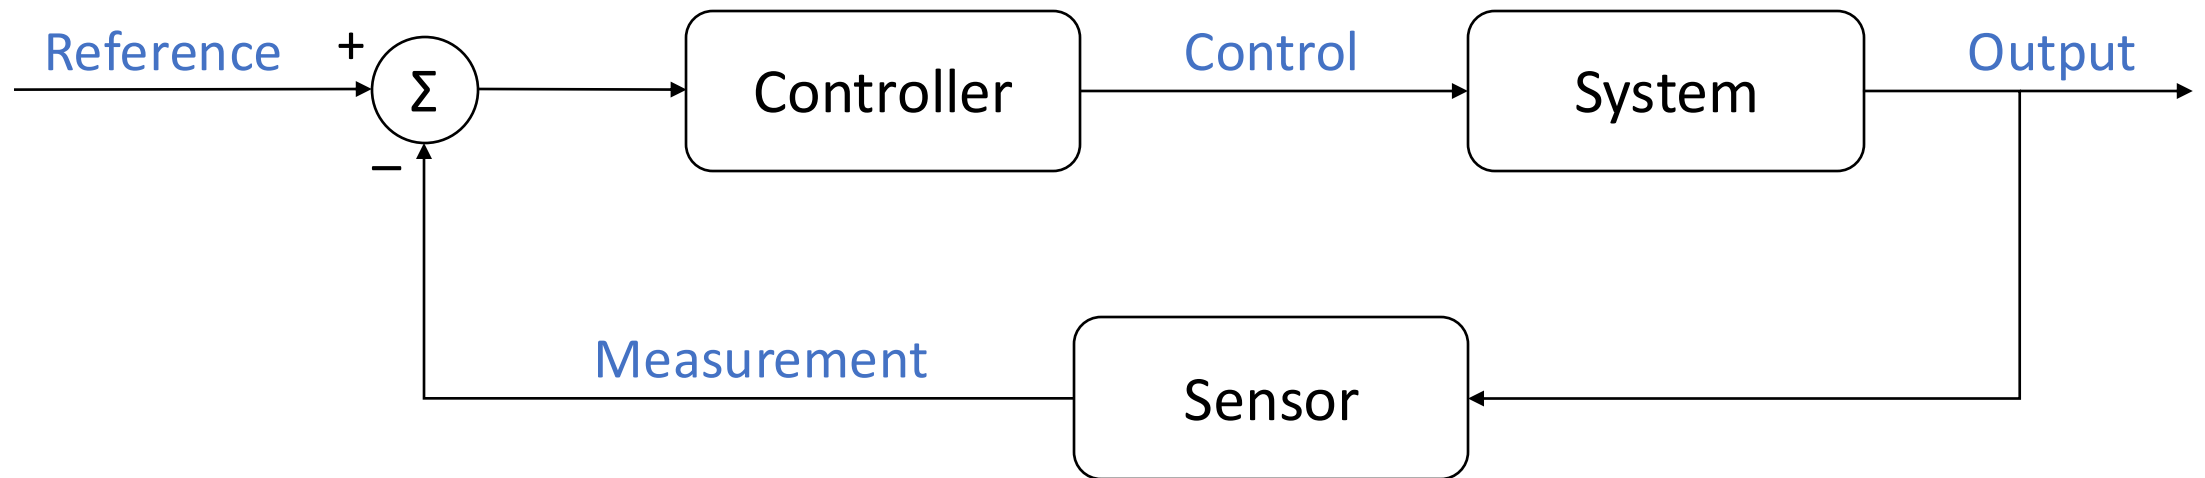 Reference
+
Σ
−
Controller
Control
System
Output
Measurement
Sensor